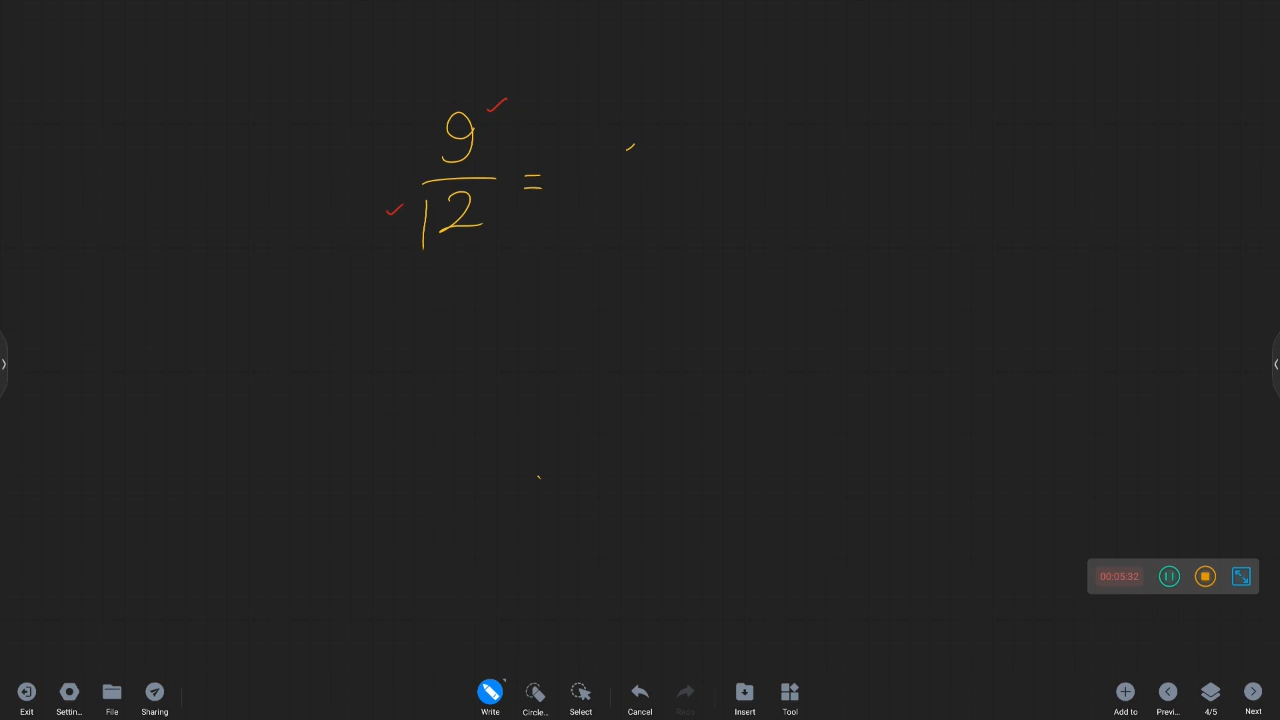 9
12 =
00:05:32
Exit Settin... File Sharing Write Circle... Select Cancel Redo Insert Tool Add to Previ... 4/5 Next